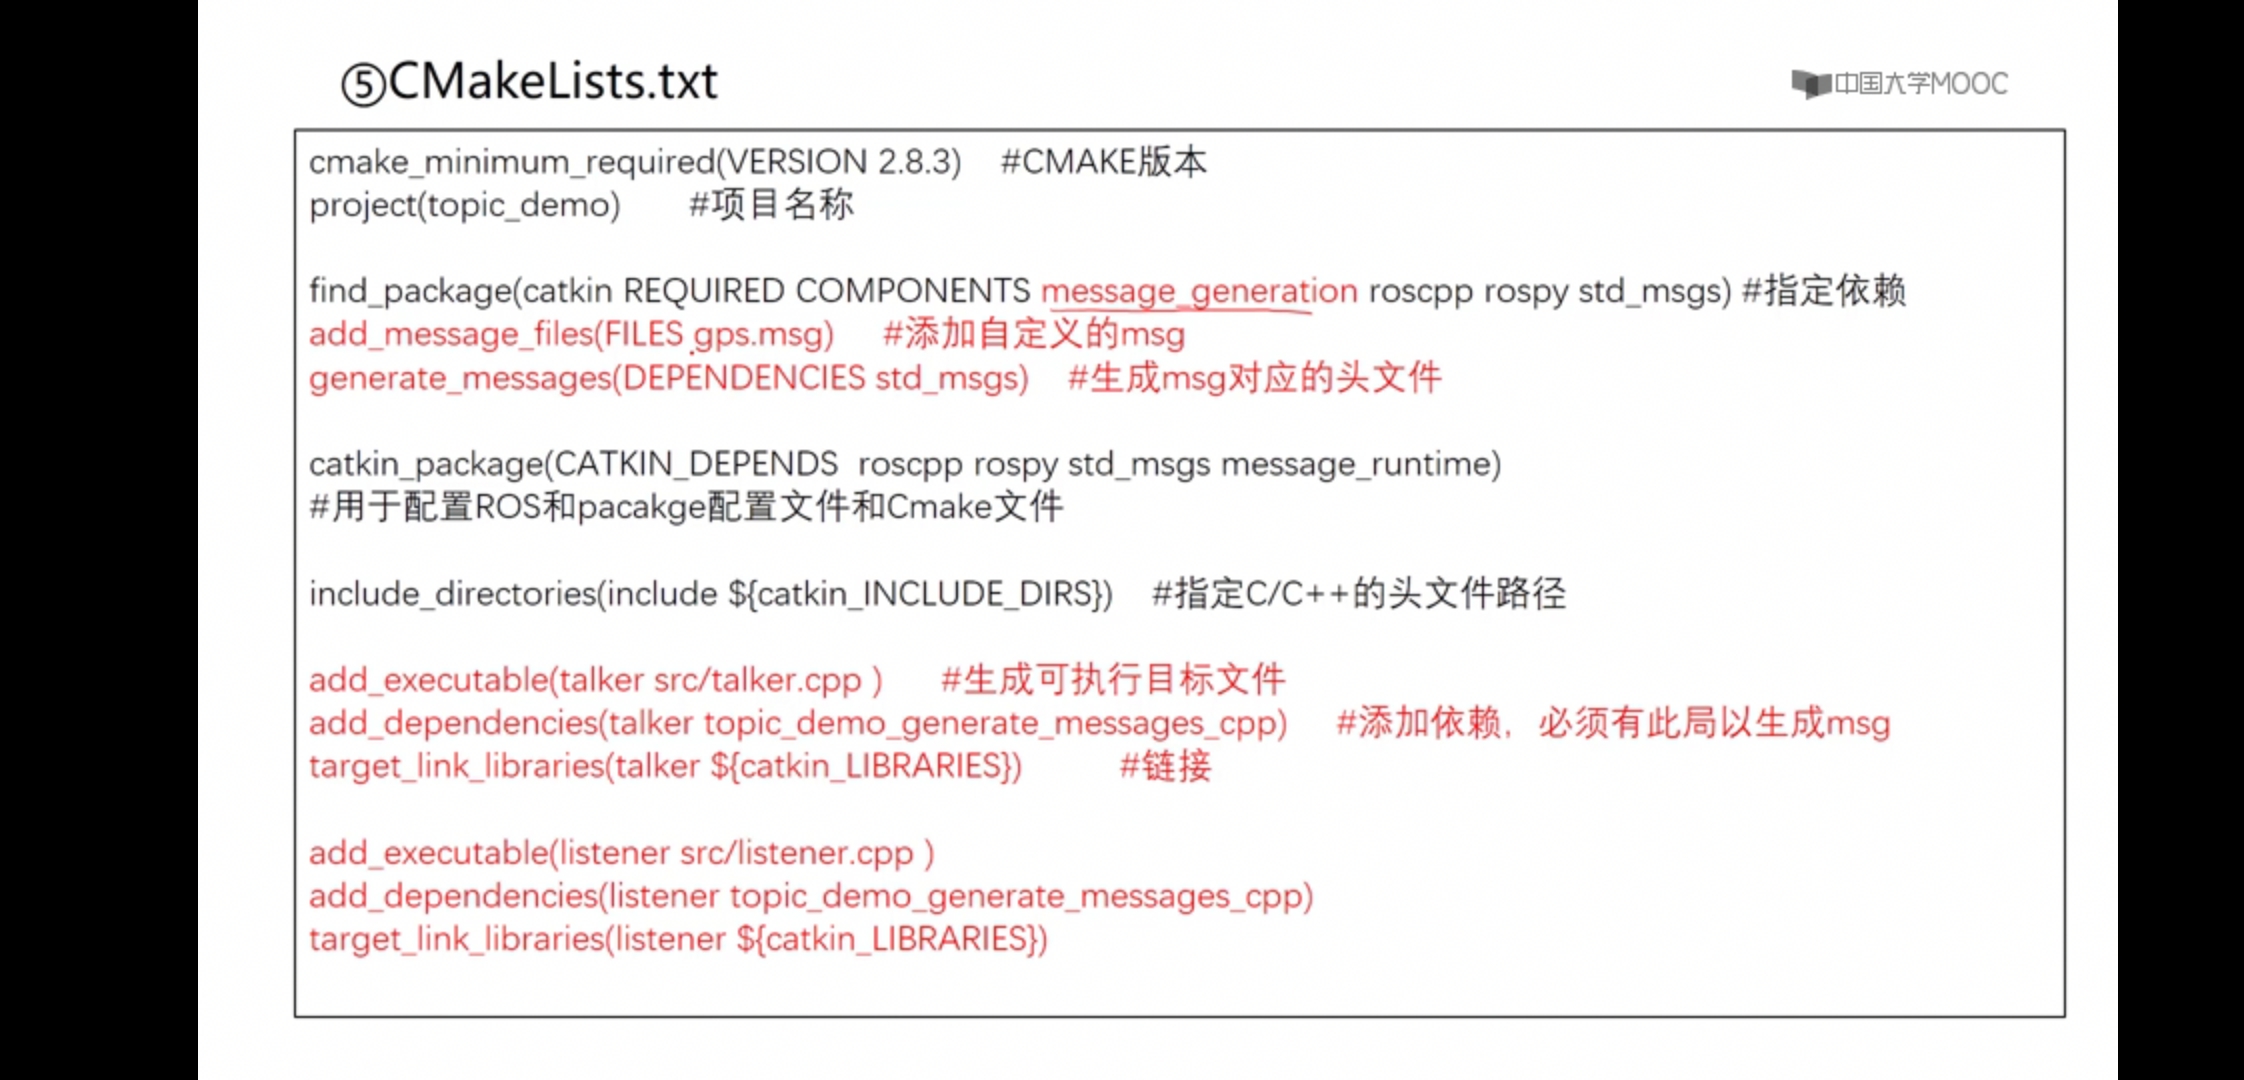 ⑤CMakeLists.txt
中国大学MOOC
cmake_minimum_required(VERSION 2.8.3) #CMAKE版本
project(topic_demo) #项目名称
find_package(catkin REQUIRED COMPONENTS message_generation roscpp rospy std_msgs) #指定依赖
add_message_files(FILES gps.msg) #添加自定义的msg
generate_messages(DEPENDENCIES std_msgs) #生成msg对应的头文件
catkin_package(CATKIN_DEPENDS roscpp rospy std_msgs message_runtime)
#用于配置ROS和pacakge配置文件和Cmake文件
include_directories(include ${catkin_INCLUDE_DIRS}) #指定C/C++的头文件路径
add_executable(talker src/talker.cpp ) #生成可执行目标文件
add_dependencies(talker topic_demo_generate_messages_cpp) #添加依赖，必须有此局以生成msg
target_link_libraries(talker ${catkin_LIBRARIES}) #链接
add_executable(listener src/listener.cpp )
add_dependencies(listener topic_demo_generate_messages_cpp)
target_link_libraries(listener ${catkin_LIBRARIES})